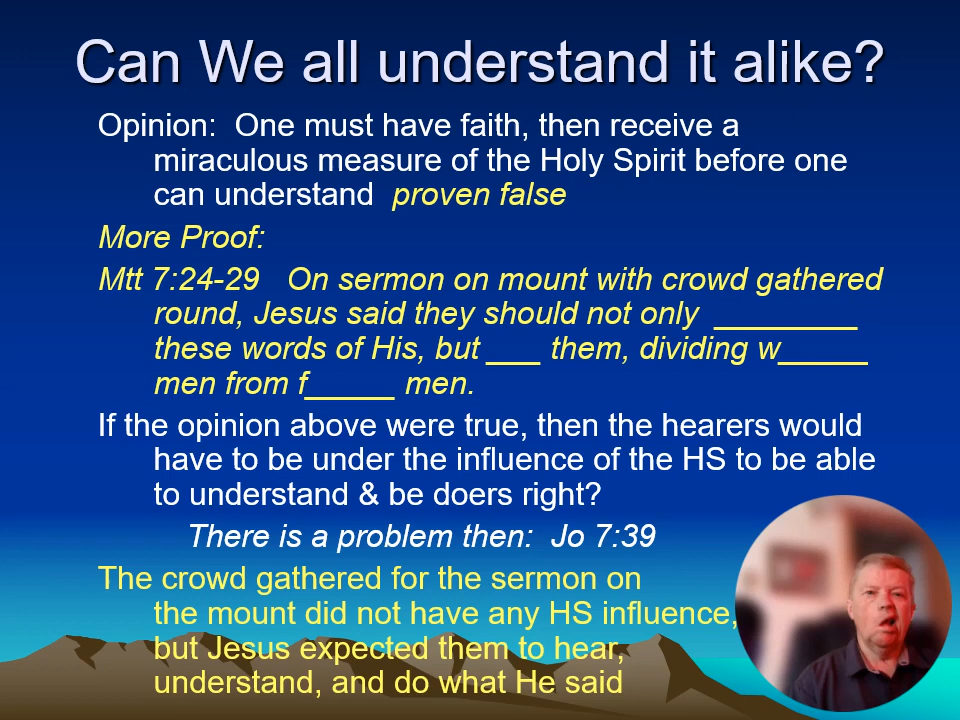 Can We all understand it alike?
Opinion:  One must have faith, then receive a
miraculous measure of the Holy Spirit before one
can understand  proven false
More Proof:
Mtt 7:24-29   On sermon on mount with crowd gathered
round, Jesus said they should not only  ________
these words of His, but ___ them, dividing w_____
men from f_____ men.
If the opinion above were true, then the hearers would
have to be under the influence of the HS to be able
to understand & be doers right?
There is a problem then:  Jo 7:39
The crowd gathered for the sermon on
the mount did not have any HS influence,
but Jesus expected them to hear,
understand, and do what He said